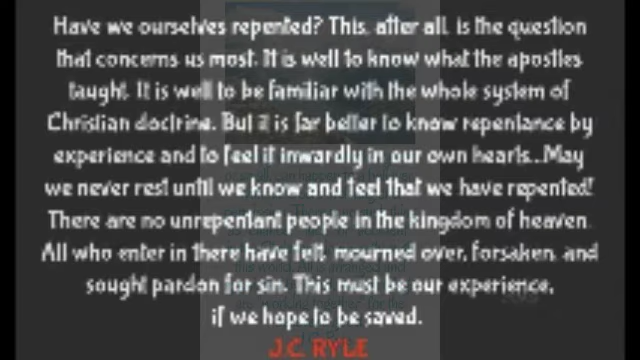 Have we ourselves repented? This, after all, is the question
that concerns us most. It is well to know what the apostles
taught. It is well to be familiar with the whole system of
Christian doctrine. But it is far better to know repentance by
experience and to feel it inwardly in our own hearts...May
we never rest until we know and feel that we have repented!
There are no unrepentant people in the kingdom of heaven.
All who enter in there have felt, mourned over, forsaken, and
sought pardon for sin. This must be our experience,
if we hope to be saved.
J.C. RYLE